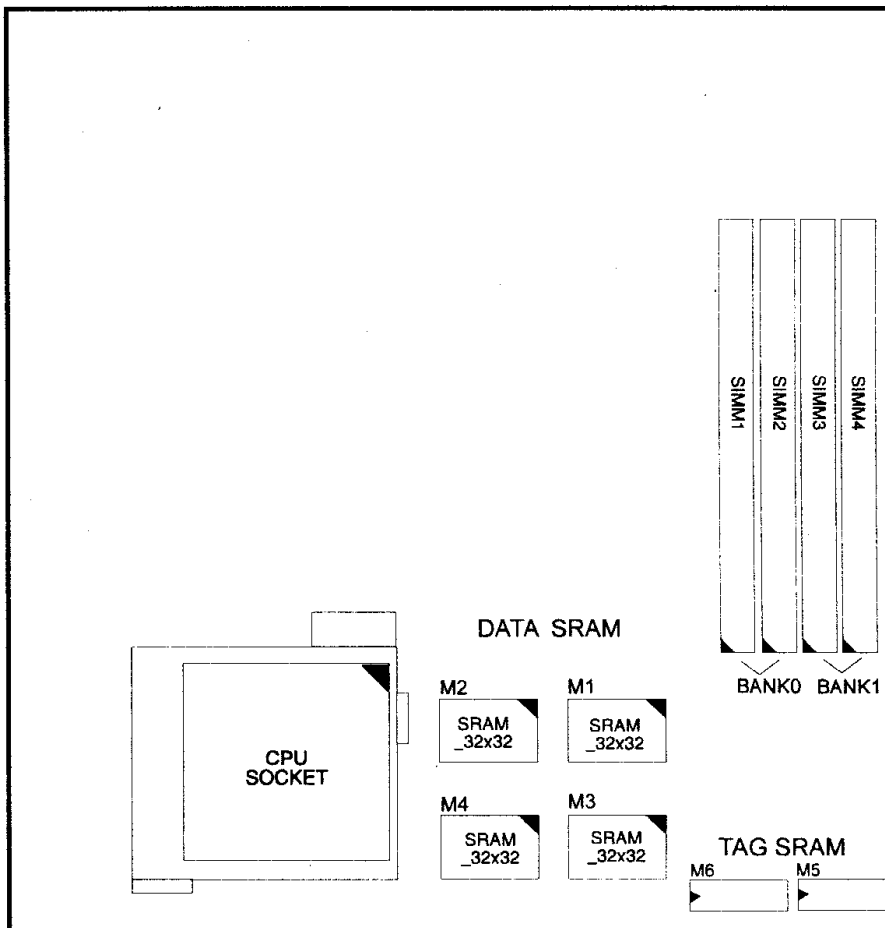 SIMM1
SIMM2
SIMM3
SIMM4
DATA SRAM
BANK0 BANK1
M2
M1
SRAM
_32x32
SRAM
_32x32
CPU
SOCKET
M4
M3
SRAM
_32x32
SRAM
_32x32
TAG SRAM
M6
M5